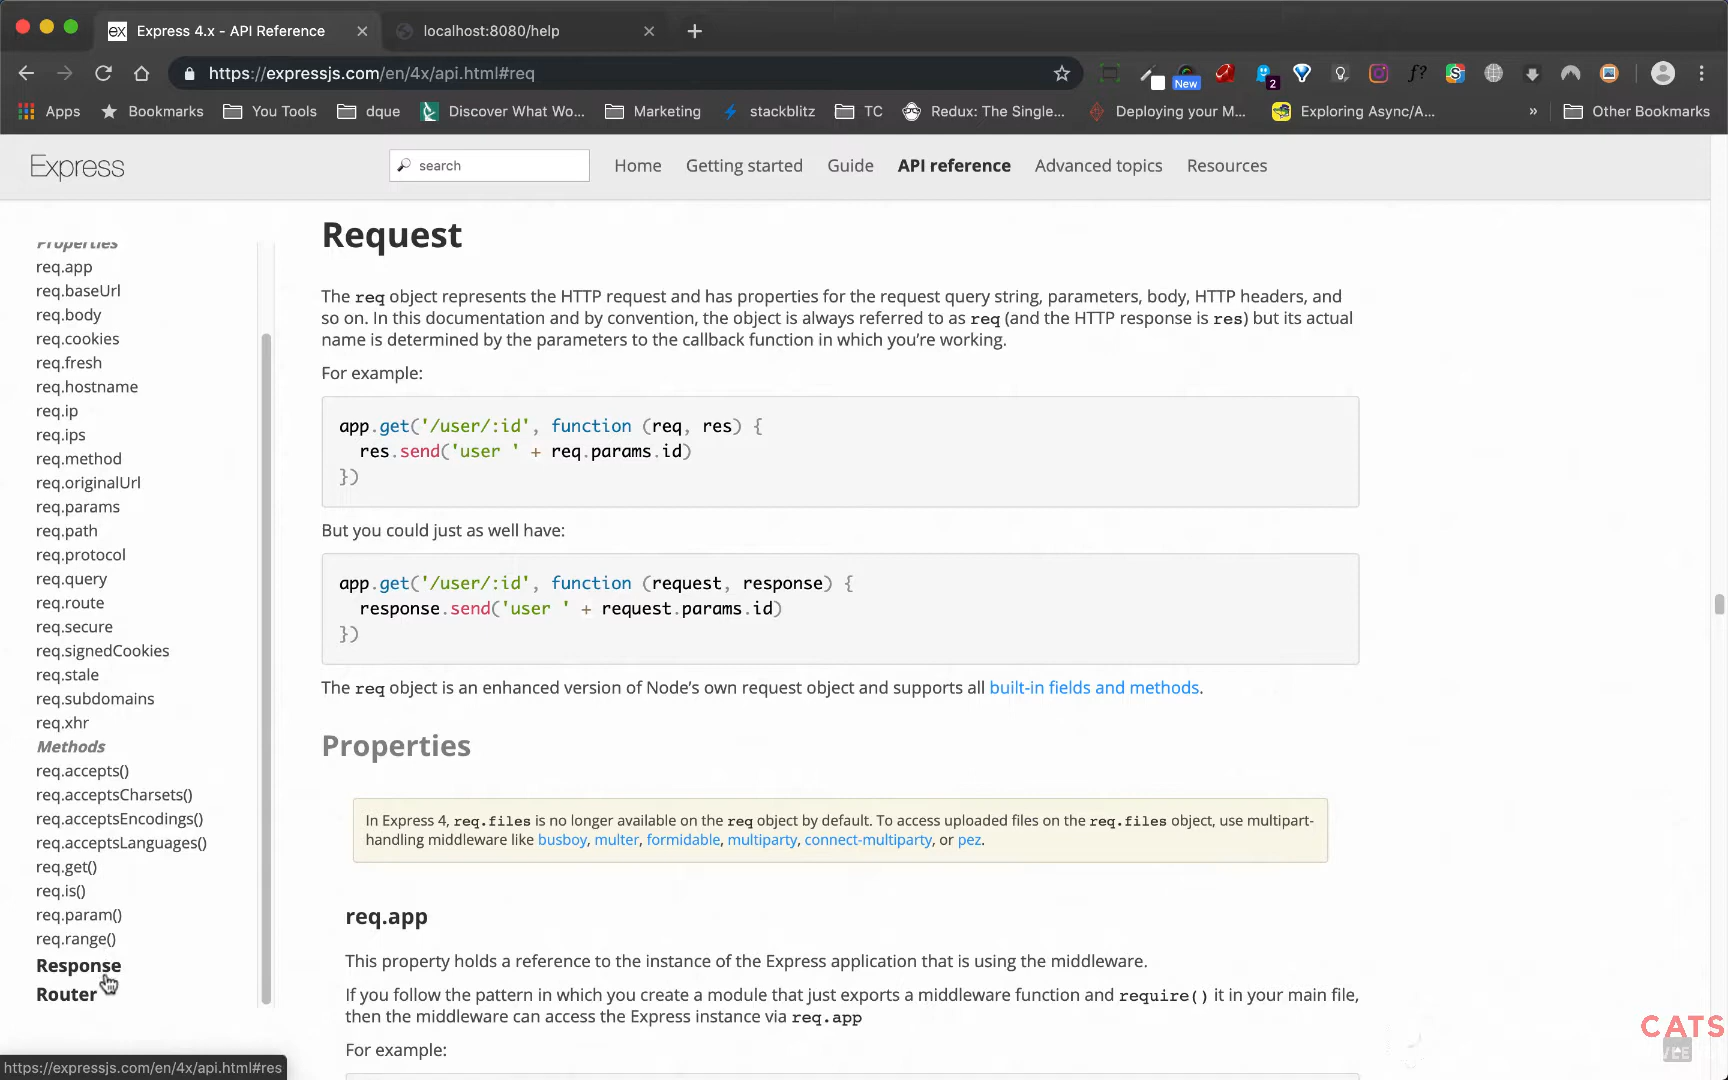 Express 4.x - API Reference
localhost:8080/help
https://expressjs.com/en/4x/api.html#req
New
f?
2
Apps
Bookmarks
You Tools
dque
Discover What Wo...
Marketing
stackblitz
TC
Redux: The Single...
Deploying your M...
Exploring Async/A...
»
Other Bookmarks
Express
search
Home
Getting started
Guide
API reference
Advanced topics
Resources
Properties
req.app
req.baseUrl
req.body
req.cookies
req.fresh
req.hostname
req.ip
req.ips
req.method
req.originalUrl
req.params
req.path
req.protocol
req.query
req.route
req.secure
req.signedCookies
req.stale
req.subdomains
req.xhr
Methods
req.accepts()
req.acceptsCharsets()
req.acceptsEncodings()
req.acceptsLanguages()
req.get()
req.is()
req.param()
req.range()
Response
Router
Request
The req object represents the HTTP request and has properties for the request query string, parameters, body, HTTP headers, and
so on. In this documentation and by convention, the object is always referred to as req (and the HTTP response is res) but its actual
name is determined by the parameters to the callback function in which you're working.
For example:
app.get('/user/:id', function (req, res) {
res.send('user ' + req.params.id)
})
But you could just as well have:
app.get('/user/:id', function (request, response) {
response.send('user ' + request.params.id)
})
The req object is an enhanced version of Node's own request object and supports all built-in fields and methods.
Properties
In Express 4, req.files is no longer available on the req object by default. To access uploaded files on the req.files object, use multipart-
handling middleware like busboy, multer, formidable, multiparty, connect-multiparty, or pez.
req.app
This property holds a reference to the instance of the Express application that is using the middleware.
If you follow the pattern in which you create a module that just exports a middleware function and require() it in your main file,
then the middleware can access the Express instance via req.app
For example:
https://expressjs.com/en/4x/api.html#res
CATS